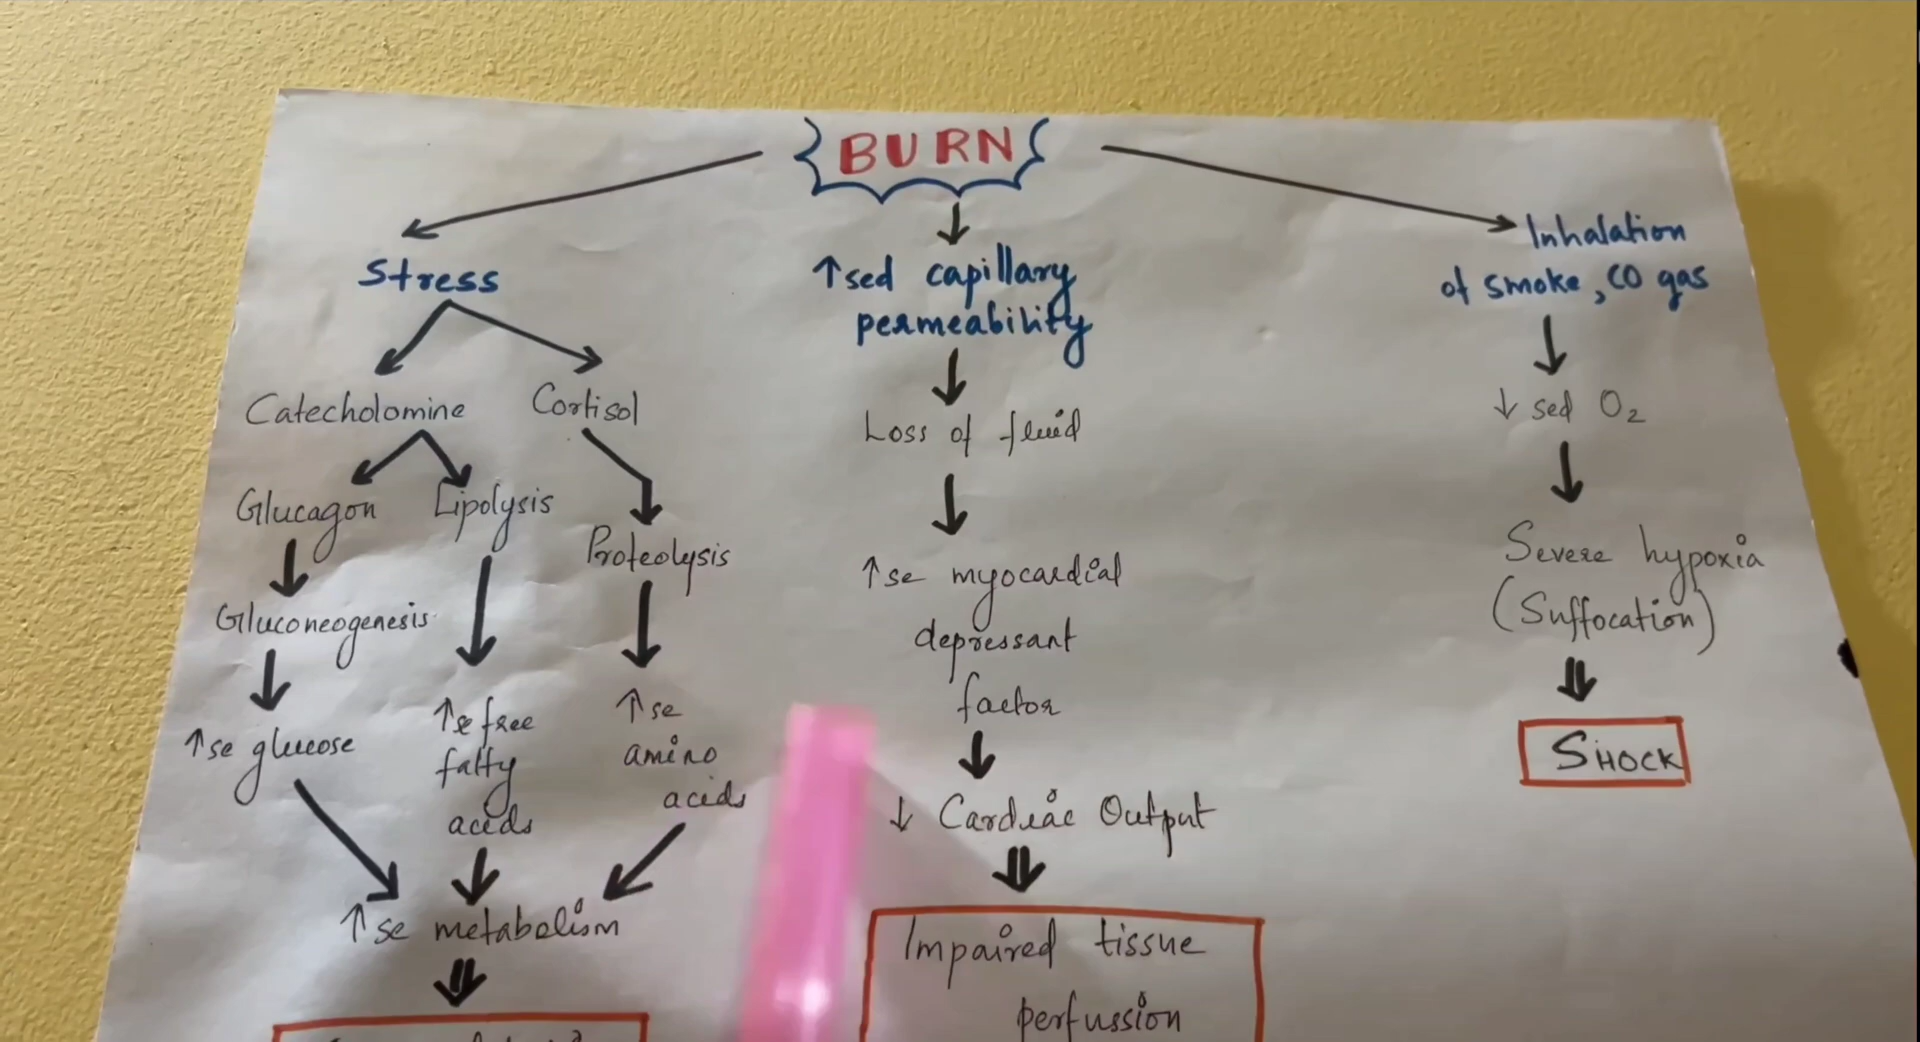 BURN
Stress
Catecholomine
Cortisol
Glucagon
Lipolysis
Proteolysis
Gluconeogenesis
↑se glucose
↑se free
fatty
acids
↑se
amino
acids
↑se metabolism
↑sed capillary
permeability
Loss of fluid
↑se myocardial
depressant
factor
↓ Cardiac Output
Impaired tissue
perfussion
Inhalation
of smoke, CO gas
↓ sed O₂
Severe hypoxia
(Suffocation)
SHOCK